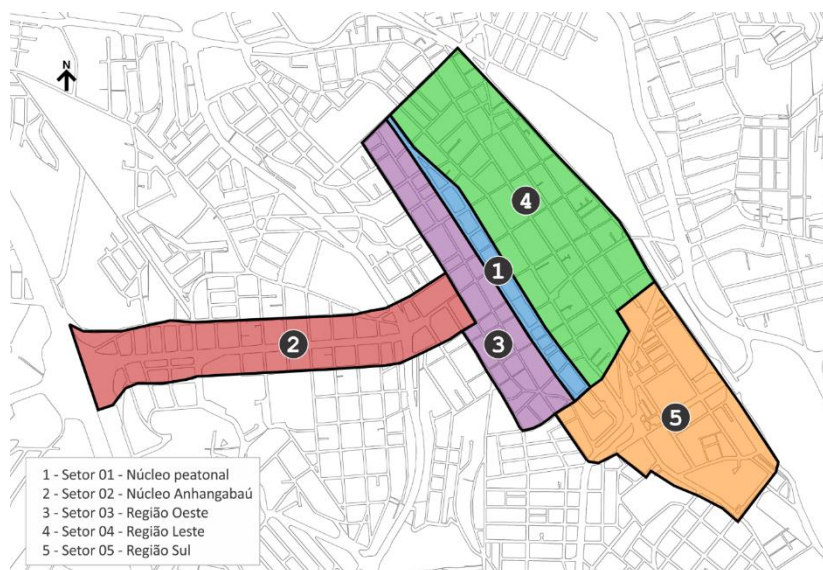 N
4
1
2
3
5
1 - Setor 01 - Núcleo peatonal
2 - Setor 02 - Núcleo Anhangabaú
3 - Setor 03 - Região Oeste
4 - Setor 04 - Região Leste
5 - Setor 05 - Região Sul